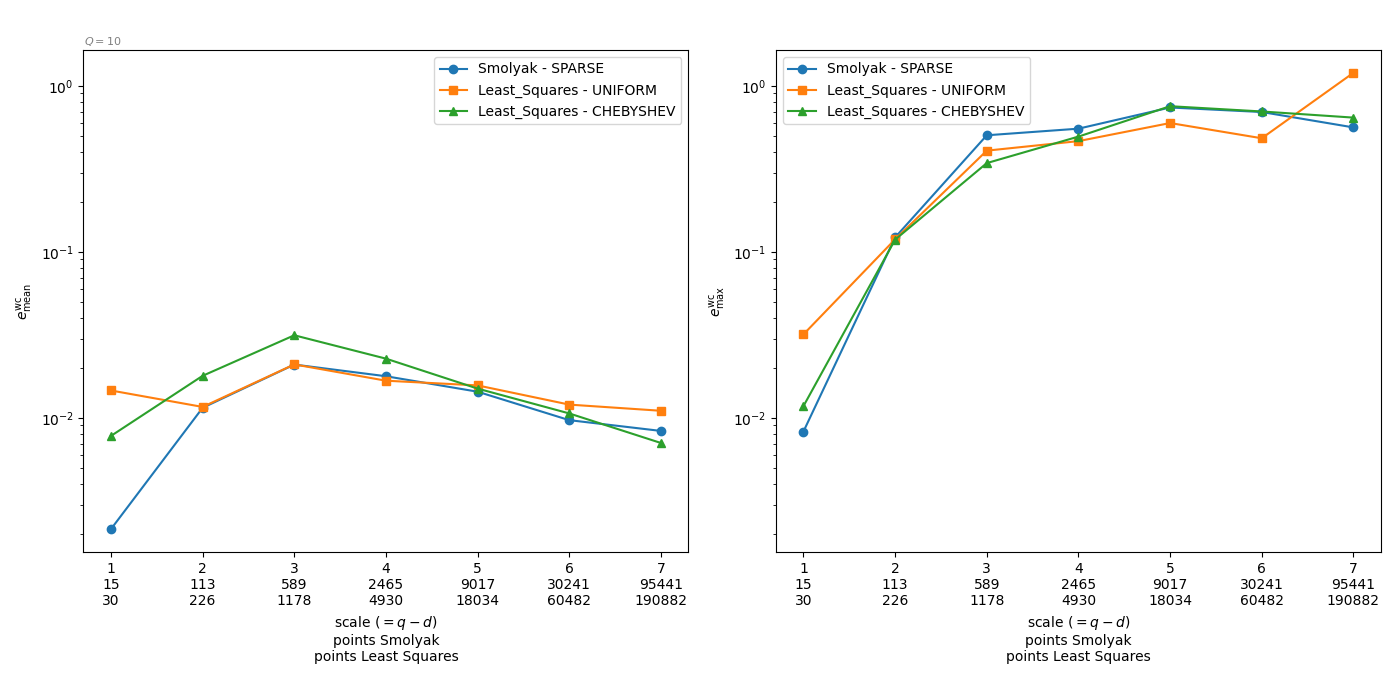 Q = 10
Smolyak - SPARSE
Least_Squares - UNIFORM
Least_Squares - CHEBYSHEV
10⁰
10⁻¹
10⁻²
e^wc_mean
1 2 3 4 5 6 7
15 113 589 2465 9017 30241 95441
30 226 1178 4930 18034 60482 190882
scale (= q − d)
points Smolyak
points Least Squares
Smolyak - SPARSE
Least_Squares - UNIFORM
Least_Squares - CHEBYSHEV
10⁰
10⁻¹
10⁻²
e^wc_max
1 2 3 4 5 6 7
15 113 589 2465 9017 30241 95441
30 226 1178 4930 18034 60482 190882
scale (= q − d)
points Smolyak
points Least Squares